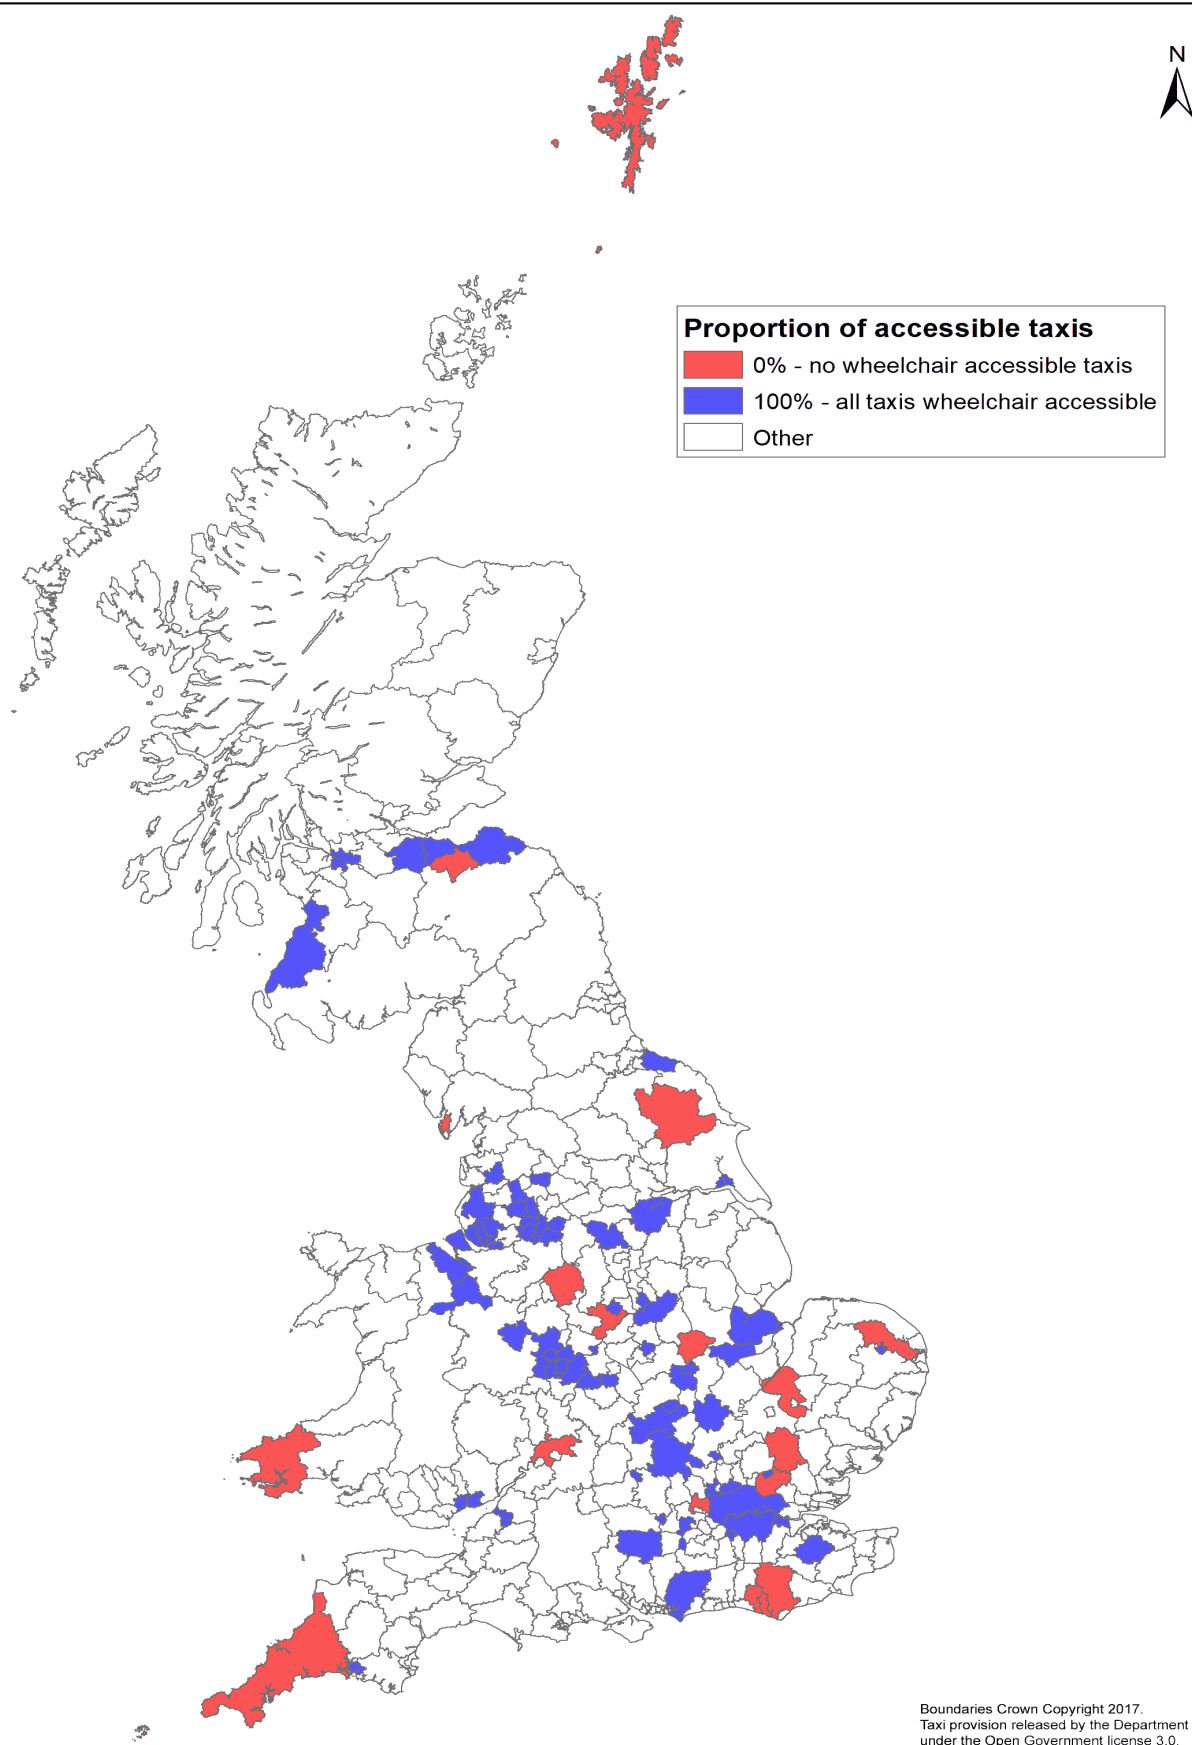 N
Proportion of accessible taxis
0% - no wheelchair accessible taxis
100% - all taxis wheelchair accessible
Other
Boundaries Crown Copyright 2017.
Taxi provision released by the Department
under the Open Government license 3.0.